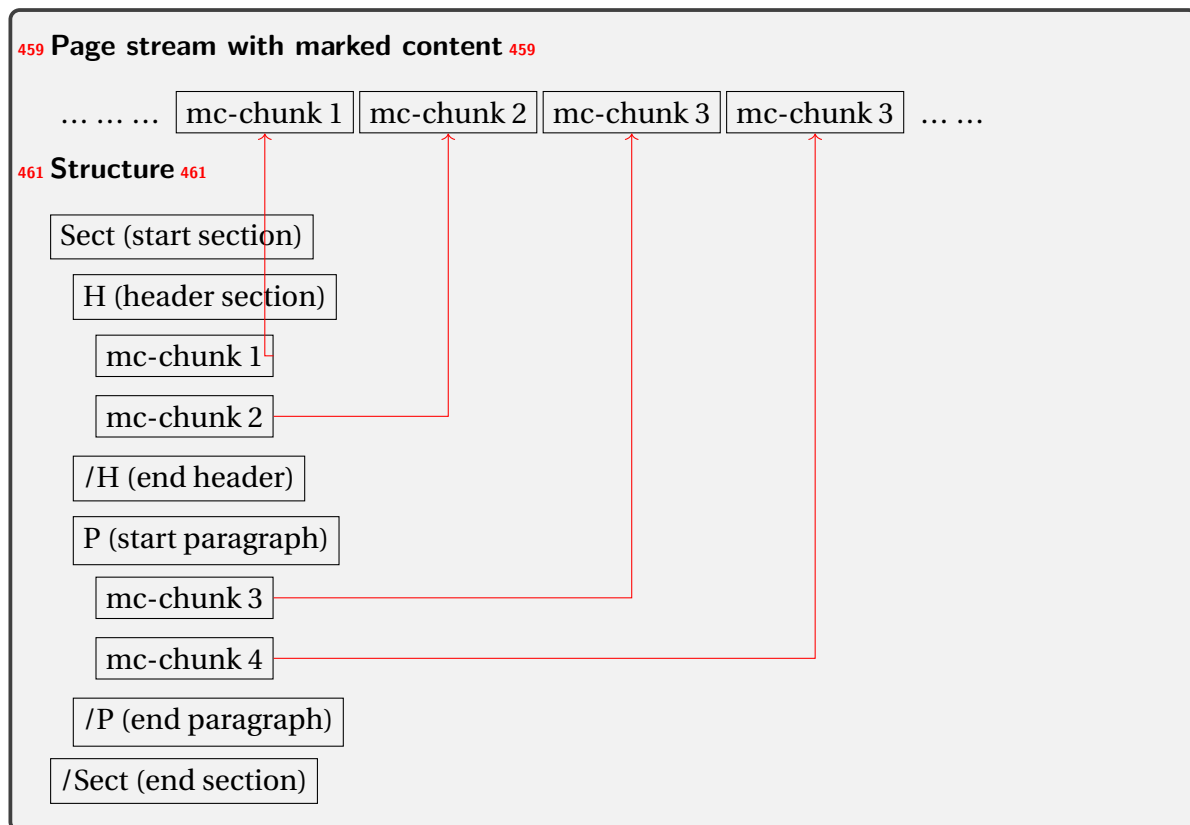 459 Page stream with marked content 459
... ... ... mc-chunk 1 mc-chunk 2 mc-chunk 3 mc-chunk 3 ... ...
461 Structure 461
Sect (start section)
H (header section)
mc-chunk 1
mc-chunk 2
/H (end header)
P (start paragraph)
mc-chunk 3
mc-chunk 4
/P (end paragraph)
/Sect (end section)